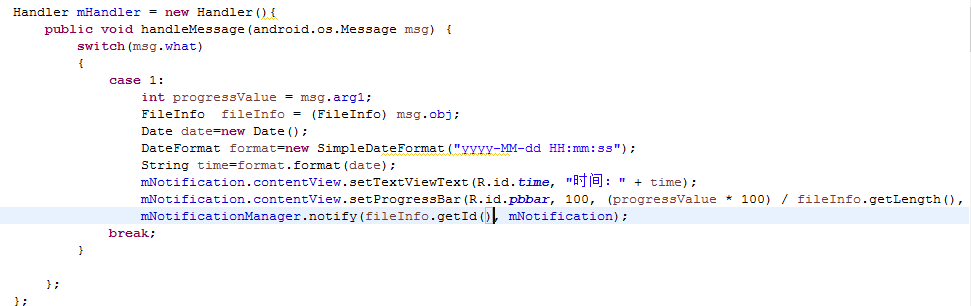 Handler mHandler = new Handler(){
public void handleMessage(android.os.Message msg) {
switch(msg.what)
{
case 1:
int progressValue = msg.arg1;
FileInfo fileInfo = (FileInfo) msg.obj;
Date date=new Date();
DateFormat format=new SimpleDateFormat("yyyy-MM-dd HH:mm:ss");
String time=format.format(date);
mNotification.contentView.setTextViewText(R.id.time, "时间：" + time);
mNotification.contentView.setProgressBar(R.id.pbbar, 100, (progressValue * 100) / fileInfo.getLength(),
mNotificationManager.notify(fileInfo.getId(), mNotification);
break;
}
};
};